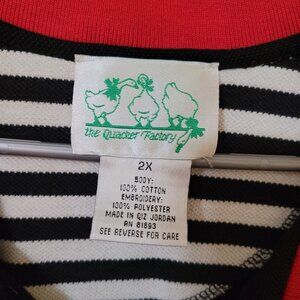 the Quacker Factory
2X
BODY:
100% COTTON
EMBROIDERY:
100% POLYESTER
MADE IN QIZ JORDAN
RN 81593
SEE REVERSE FOR CARE